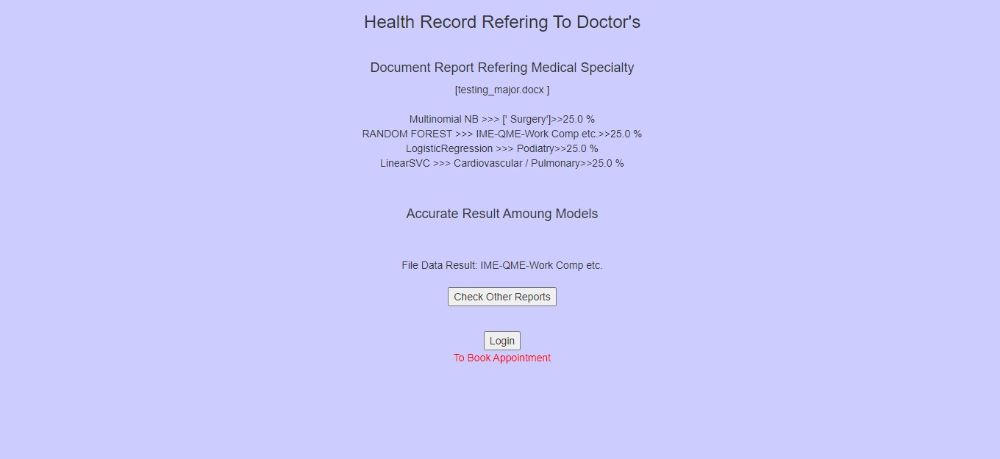 Health Record Refering To Doctor's
Document Report Refering Medical Specialty
[testing_major.docx ]
Multinomial NB >>> [' Surgery']>>25.0 %
RANDOM FOREST >>> IME-QME-Work Comp etc.>>25.0 %
LogisticRegression >>> Podiatry>>25.0 %
LinearSVC >>> Cardiovascular / Pulmonary>>25.0 %
Accurate Result Amoung Models
File Data Result: IME-QME-Work Comp etc.
Check Other Reports
Login
To Book Appointment